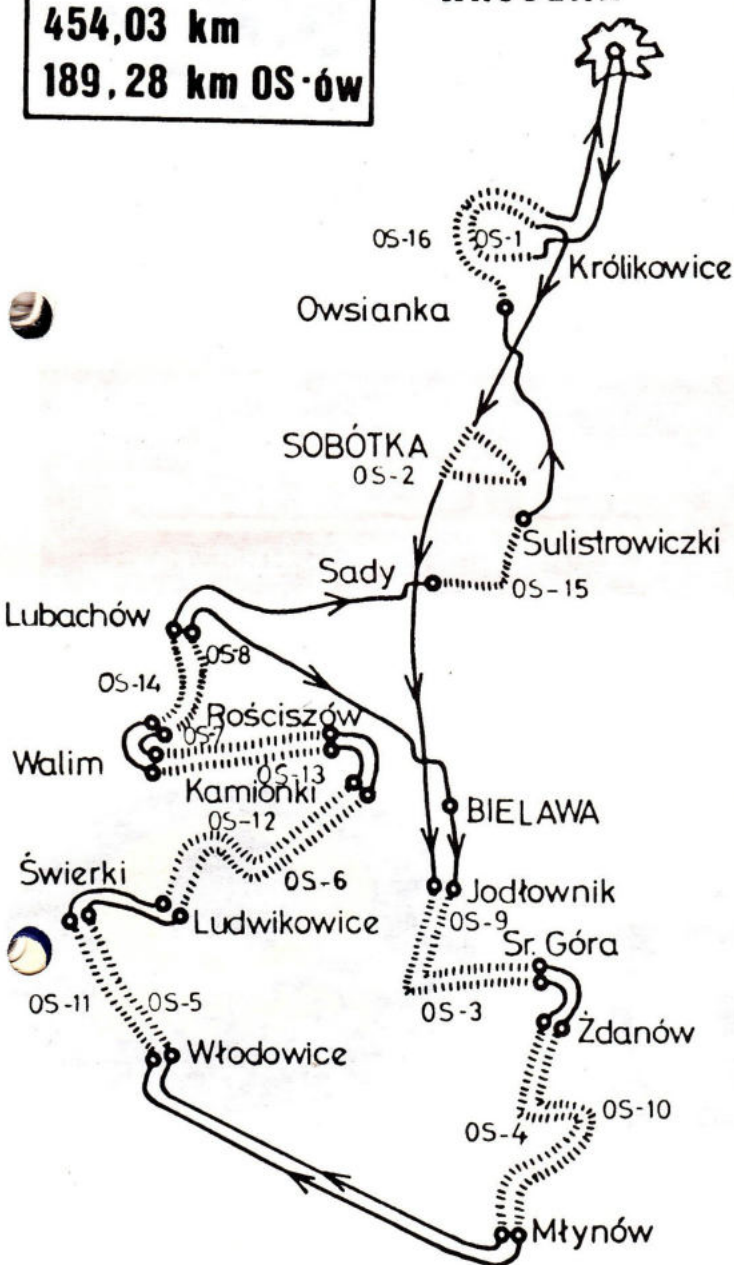 454,03 km
189,28 km OS·ów
OS-16
OS-1
Królikowice
Owsianka
SOBÓTKA
OS-2
Sulistrowiczki
Sady
OS-15
Lubachów
OS-8
OS-14
Rościszów
OS-7
Walim
OS-13
Kamionki
OS-12
BIELAWA
OS-6
Świerki
Jodłownik
Ludwikowice
OS-9
Sr. Góra
OS-11
OS-5
OS-3
Żdanów
Włodowice
OS-10
OS-4
Młynów